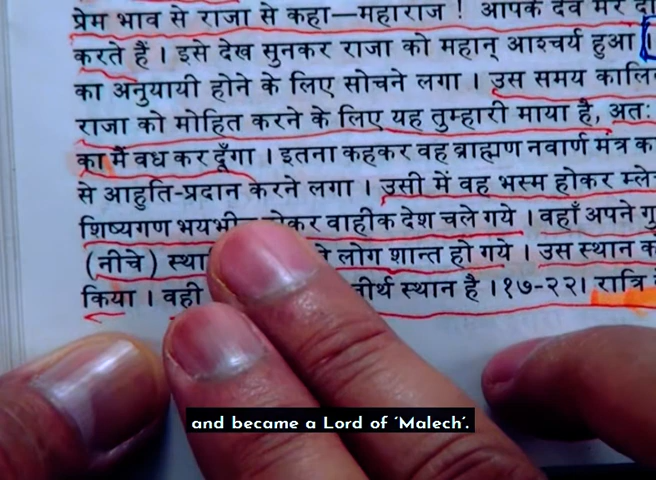 प्रेम भाव से राजा से कहा—महाराज ! आपके देव मेरे
करते हैं । इसे देख सुनकर राजा को महान् आश्चर्य हुआ ।
का अनुयायी होने के लिए सोचने लगा । उस समय कालि
राजा को मोहित करने के लिए यह तुम्हारी माया है, अतः
का मैं वध कर दूँगा । इतना कहकर वह ब्राह्मण नवार्ण मंत्र का
से आहुति-प्रदान करने लगा । उसी में वह भस्म होकर म्ले
शिष्यगण होकर वाहीक देश चले गये । वहाँ अपने गु
(नीचे) लोग शान्त हो गये । उस स्थान
किया । वही तीर्थ स्थान है ।१७-२२। रात्रि
and became a Lord of ‘Malech’.